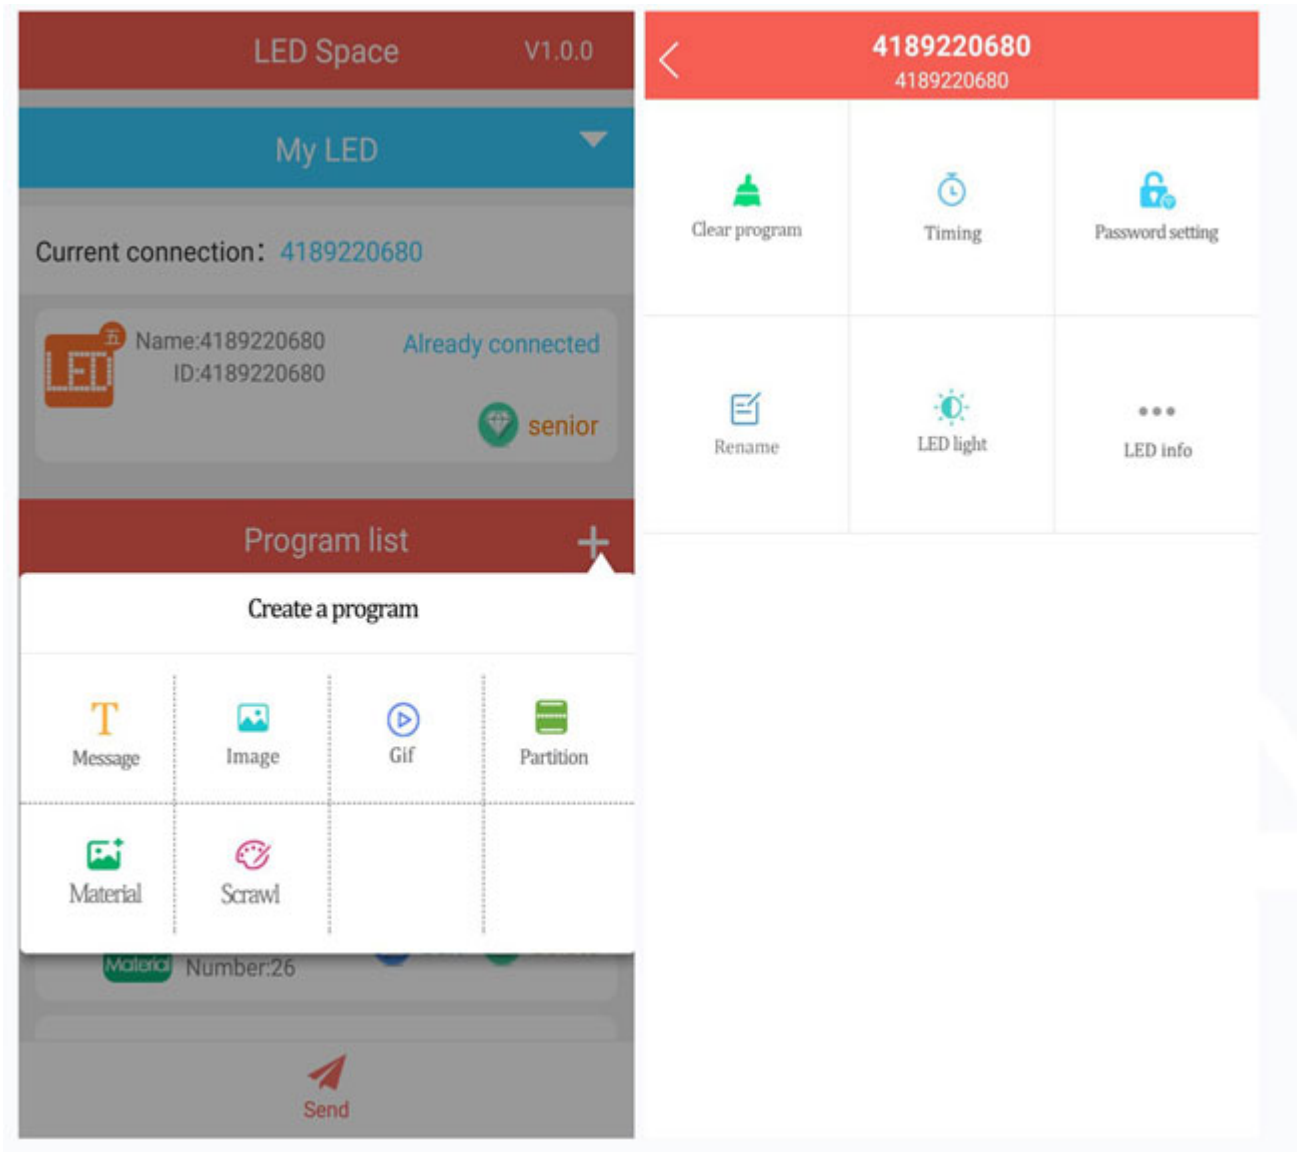 LED Space
V1.0.0
My LED
Current connection: 4189220680
LED
五
Name:4189220680
ID:4189220680
Already connected
senior
Program list
Create a program
Message
Image
Gif
Partition
Material
Scrawl
Material
Number:26
Send
4189220680
4189220680
Clear program
Timing
Password setting
Rename
LED light
LED info